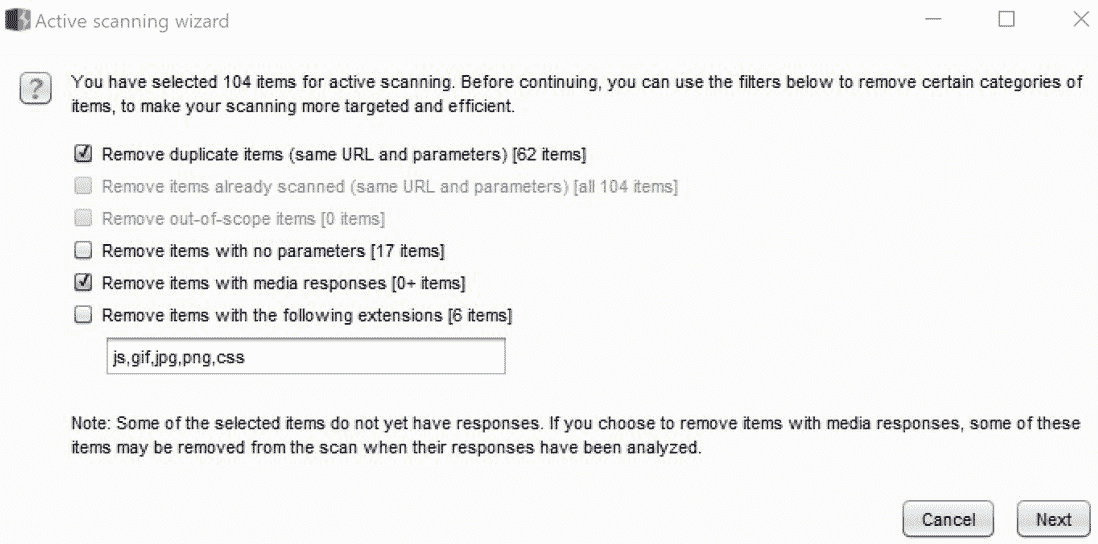 Active scanning wizard
?
You have selected 104 items for active scanning. Before continuing, you can use the filters below to remove certain categories of
items, to make your scanning more targeted and efficient.
Remove duplicate items (same URL and parameters) [62 items]
Remove items already scanned (same URL and parameters) [all 104 items]
Remove out-of-scope items [0 items]
Remove items with no parameters [17 items]
Remove items with media responses [0+ items]
Remove items with the following extensions [6 items]
js,gif,jpg,png,css
Note: Some of the selected items do not yet have responses. If you choose to remove items with media responses, some of these
items may be removed from the scan when their responses have been analyzed.
Cancel Next